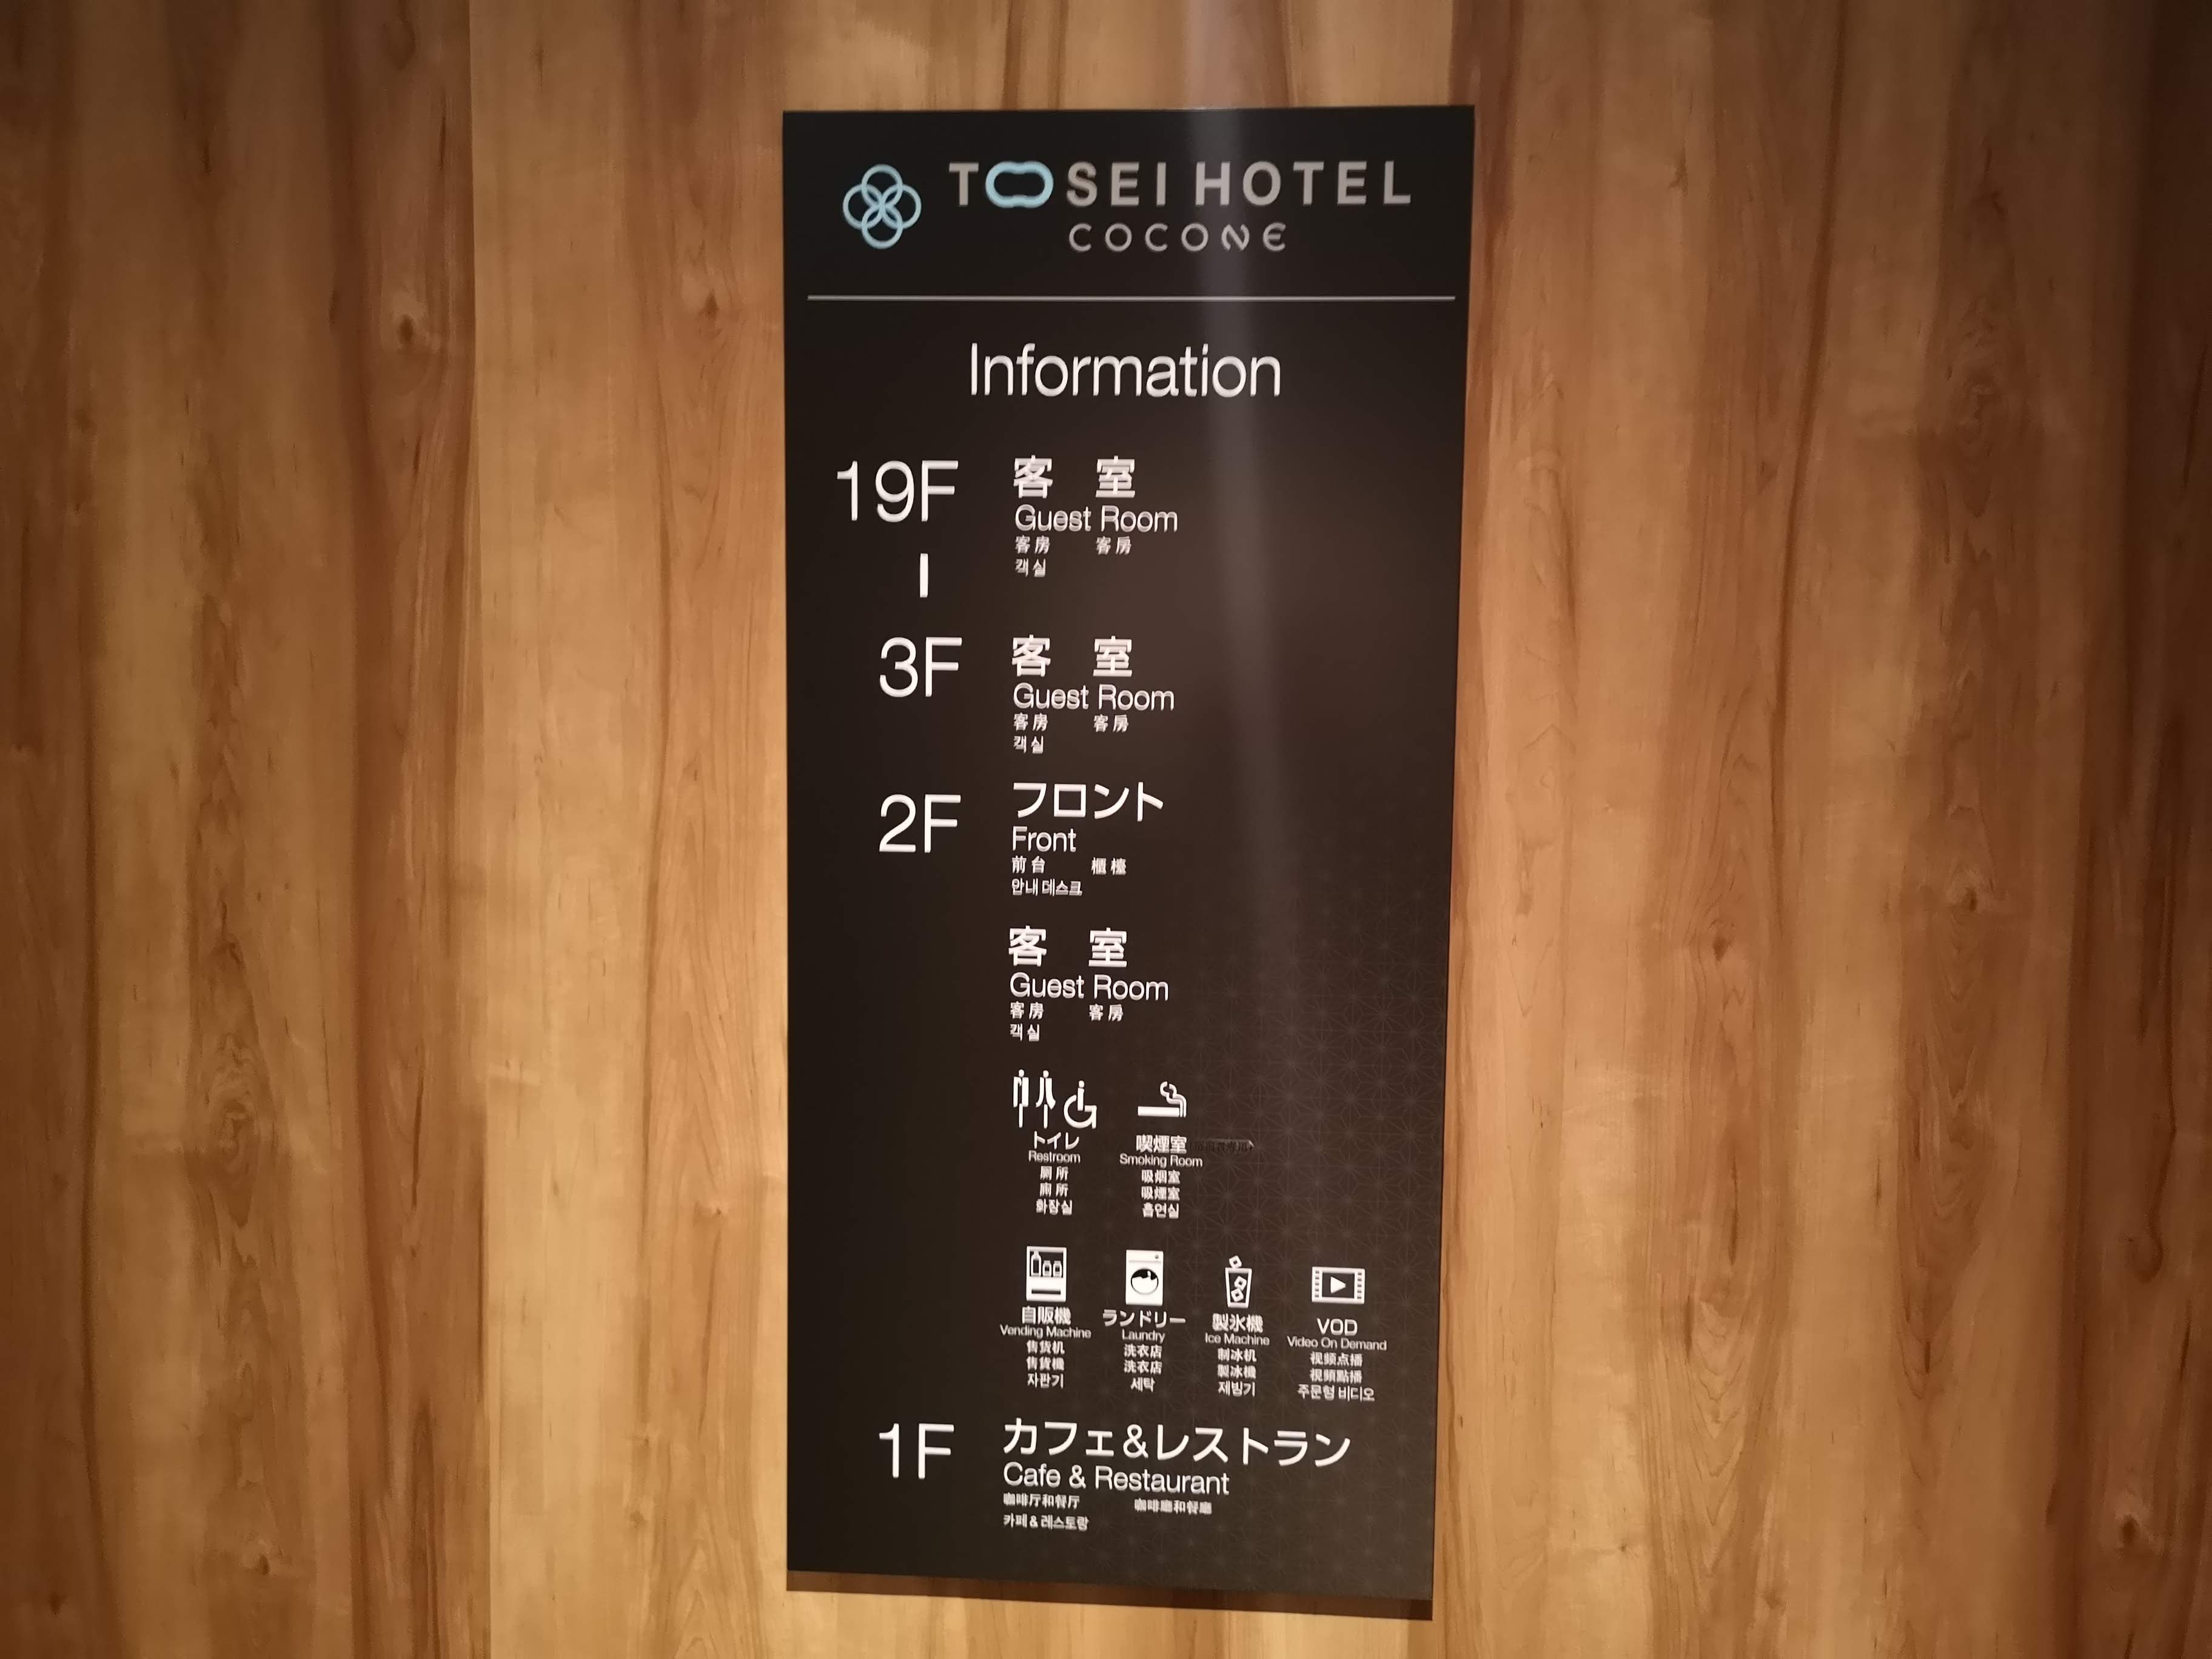 TOSEI HOTEL
COCONE
Information
19F
客 室
Guest Room
客房 客房
객실
3F
客 室
Guest Room
客房 客房
객실
2F
フロント
Front
前台 櫃檯
안내 데스크
客 室
Guest Room
客房 客房
객실
トイレ
Restroom
厕所
廁所
화장실
喫煙室
Smoking Room
吸烟室
吸煙室
흡연실
自販機
Vending Machine
售货机
售貨機
자판기
ランドリー
Laundry
洗衣店
洗衣店
세탁
製氷機
Ice Machine
制冰机
製冰機
제빙기
VOD
Video On Demand
视频点播
視頻點播
주문형 비디오
1F
カフェ&レストラン
Cafe & Restaurant
咖啡厅和餐厅 咖啡廳和餐廳
카페&레스토랑